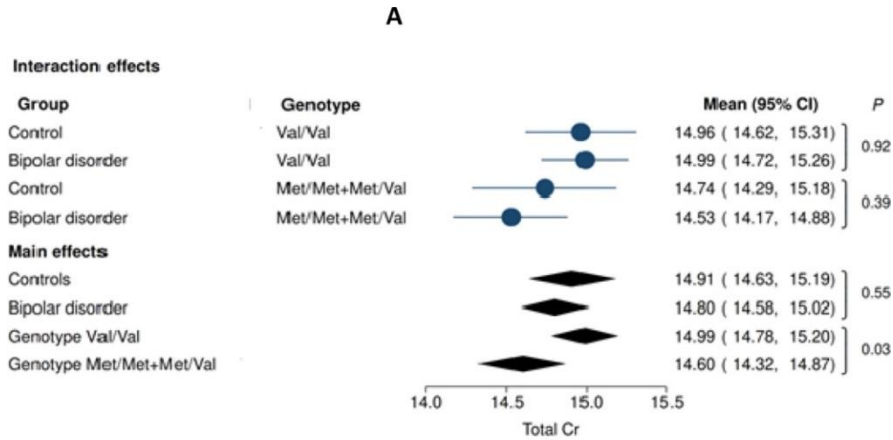 A
Interaction effects
Group Genotype Mean (95% CI) P
Control Val/Val 14.96 ( 14.62, 15.31)
0.92
Bipolar disorder Val/Val 14.99 ( 14.72, 15.26)
Control Met/Met+Met/Val 14.74 ( 14.29, 15.18)
0.39
Bipolar disorder Met/Met+Met/Val 14.53 ( 14.17, 14.88)
Main effects
Controls 14.91 ( 14.63, 15.19)
0.55
Bipolar disorder 14.80 ( 14.58, 15.02)
Genotype Val/Val 14.99 ( 14.78, 15.20)
0.03
Genotype Met/Met+Met/Val 14.60 ( 14.32, 14.87)
14.0 14.5 15.0 15.5
Total Cr